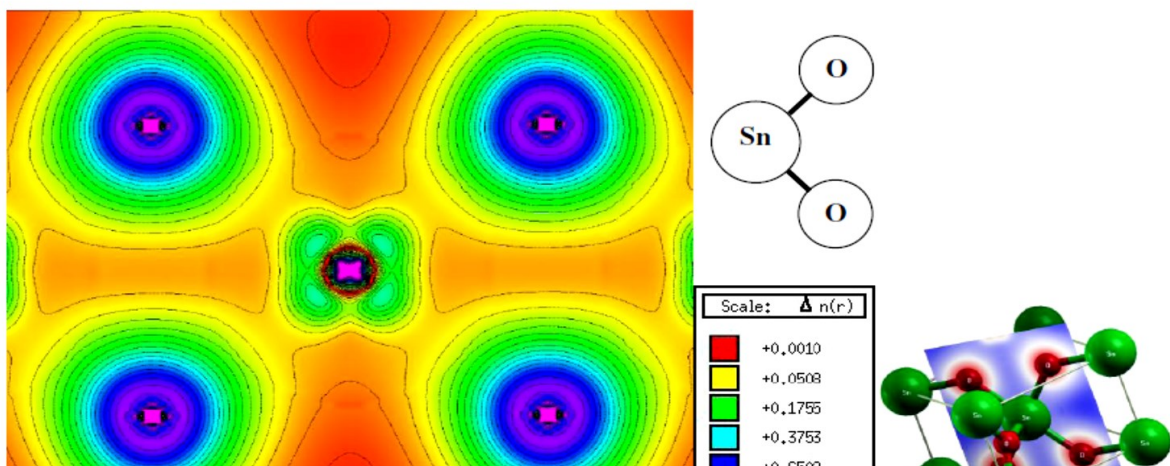 O
Sn
O
Scale: Δ n(r)
+0.0010
+0.0508
+0.1755
+0.3753